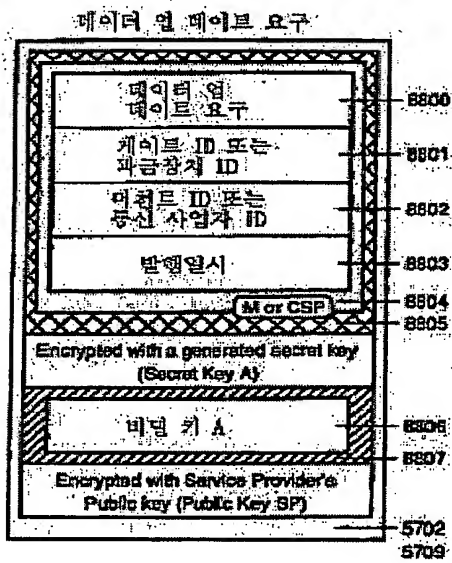 데이터 업 데이트 요구
데이터 업
데이트 요구
8800
게이트 ID 또는
과금장치 ID
8801
머천트 ID 또는
통신 사업자 ID
8802
발행일시
8803
M or CSP
8804
8805
Encrypted with a generated secret key
(Secret Key A)
비밀 키 A
8806
8807
Encrypted with Service Provider's
Public key (Public Key SP)
5702
5709